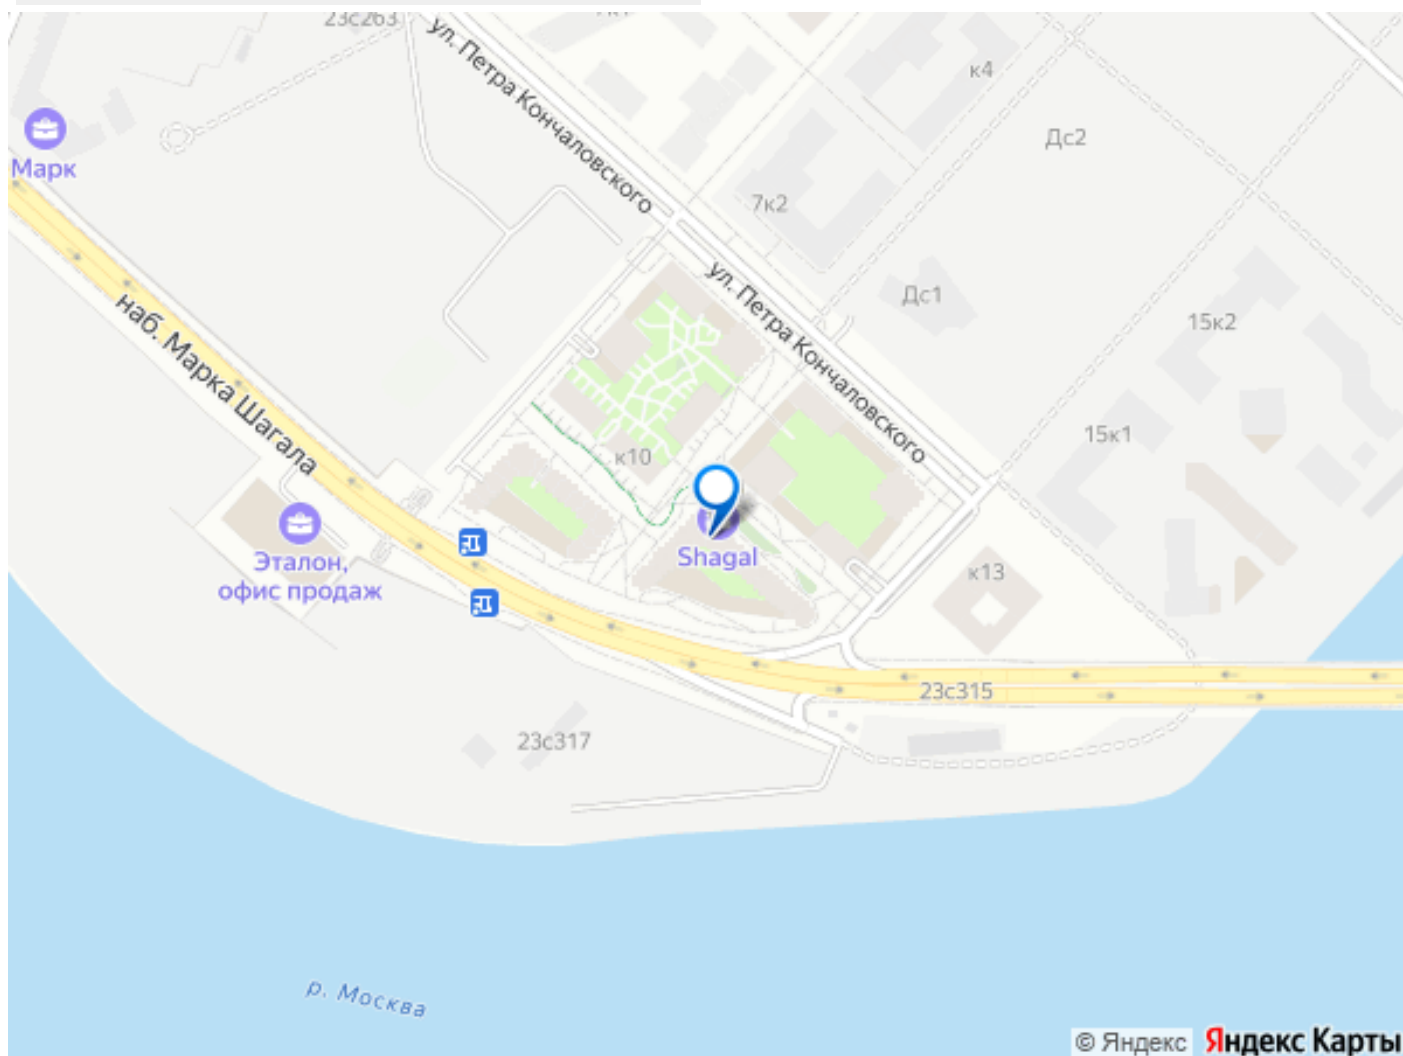 23с263
ул. Петра Кончаловского
к4
Марк
Дс2
7к2
ул. Петра Кончаловского
Дс1
15к2
наб. Марка Шагала
15к1
к10
Эталон,
офис продаж
Shagal
к13
23с315
23с317
р. Москва
© Яндекс Яндекс Карты